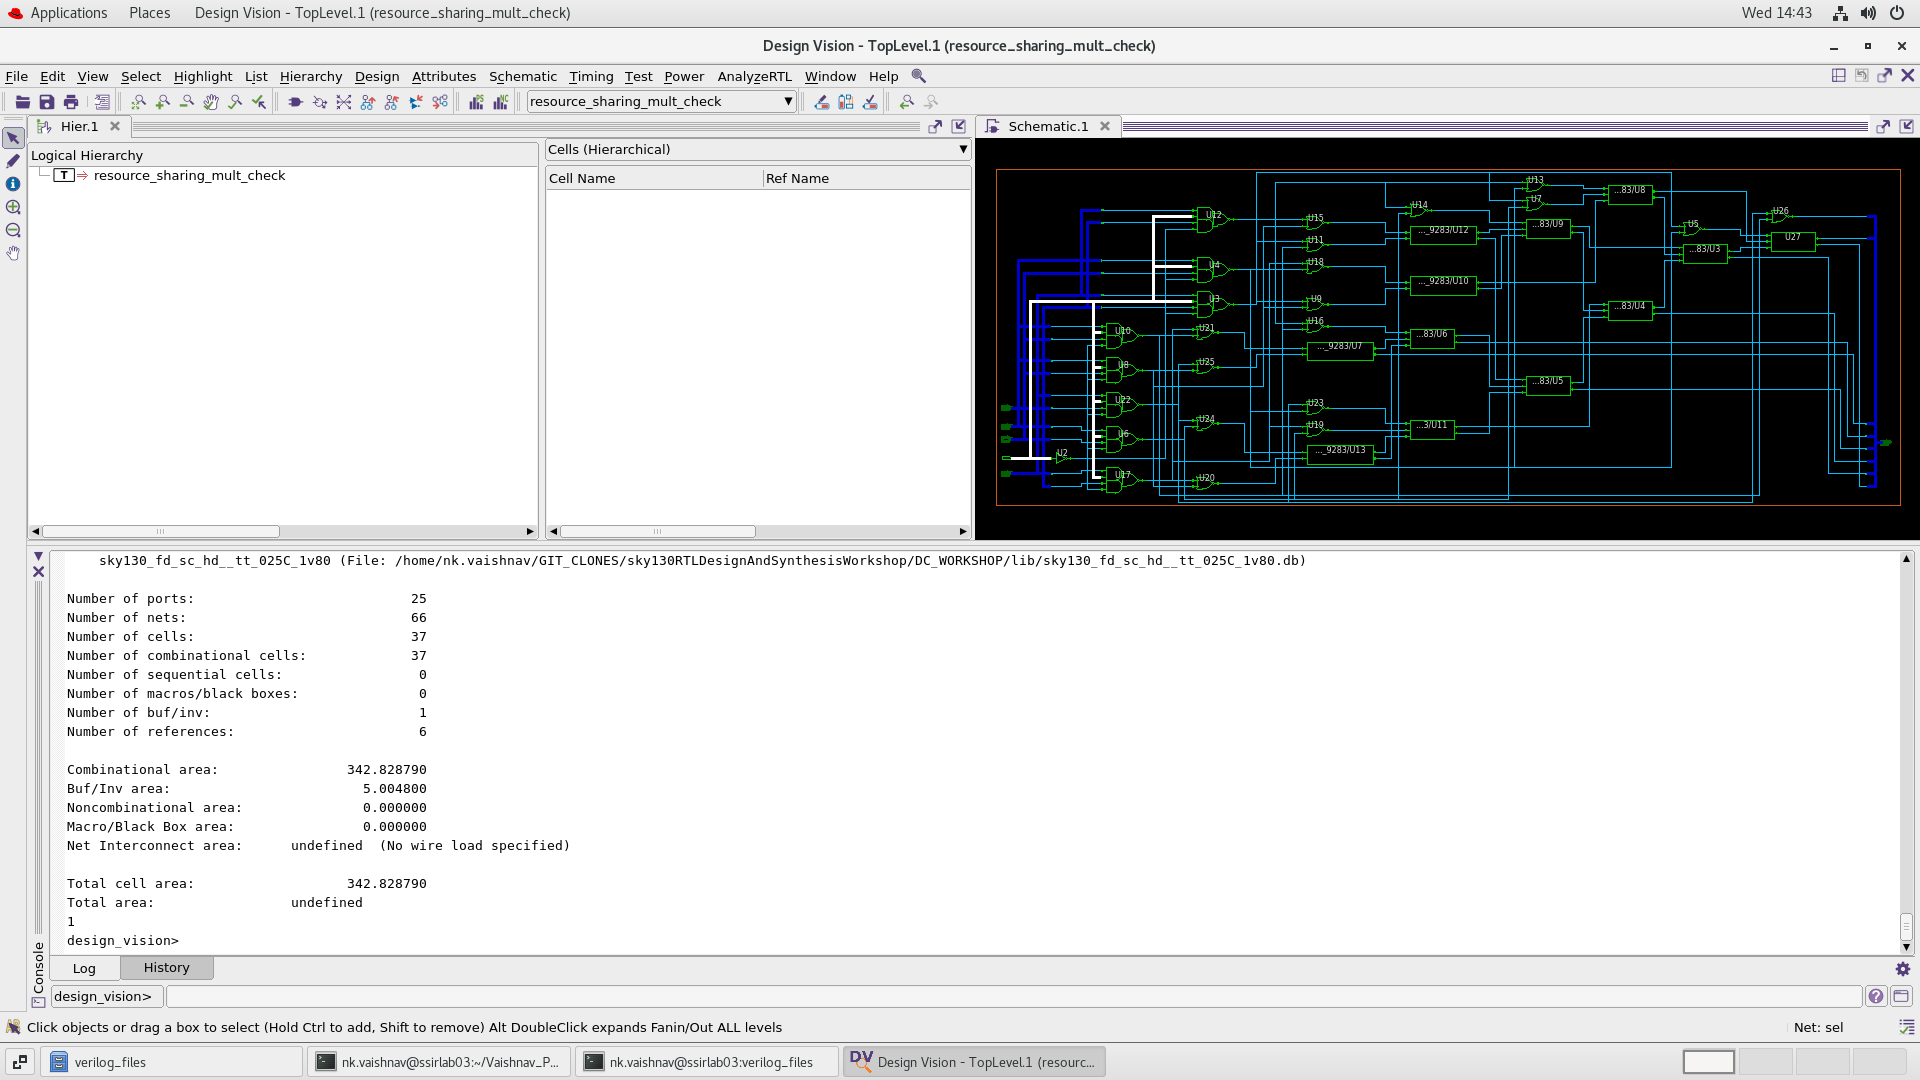 Applications Places Design Vision - TopLevel.1 (resource_sharing_mult_check) Wed 14:43
Design Vision - TopLevel.1 (resource_sharing_mult_check)
File Edit View Select Highlight List Hierarchy Design Attributes Schematic Timing Test Power AnalyzeRTL Window Help
resource_sharing_mult_check
Hier.1
Schematic.1
Logical Hierarchy
T resource_sharing_mult_check
Cells (Hierarchical)
Cell Name Ref Name
U13
...83/U8
U7
U14
U12
U15
U26
...83/U9
U5
..._9283/U12
U27
U11
...83/U3
U4
U18
..._9283/U10
U3
U9
...83/U4
U16
U10
U21
...83/U6
..._9283/U7
U8
U25
...83/U5
U22
U23
U24
U19
...3/U11
U6
U2
..._9283/U13
U17
U20
sky130_fd_sc_hd__tt_025C_1v80 (File: /home/nk.vaishnav/GIT_CLONES/sky130RTLDesignAndSynthesisWorkshop/DC_WORKSHOP/lib/sky130_fd_sc_hd__tt_025C_1v80.db)
Number of ports: 25
Number of nets: 66
Number of cells: 37
Number of combinational cells: 37
Number of sequential cells: 0
Number of macros/black boxes: 0
Number of buf/inv: 1
Number of references: 6
Combinational area: 342.828790
Buf/Inv area: 5.004800
Noncombinational area: 0.000000
Macro/Black Box area: 0.000000
Net Interconnect area: undefined (No wire load specified)
Total cell area: 342.828790
Total area: undefined
1
design_vision>
Console
Log History
design_vision>
Click objects or drag a box to select (Hold Ctrl to add, Shift to remove) Alt DoubleClick expands Fanin/Out ALL levels Net: sel
verilog_files nk.vaishnav@ssirlab03:~/Vaishnav_P... nk.vaishnav@ssirlab03:verilog_files Design Vision - TopLevel.1 (resourc...